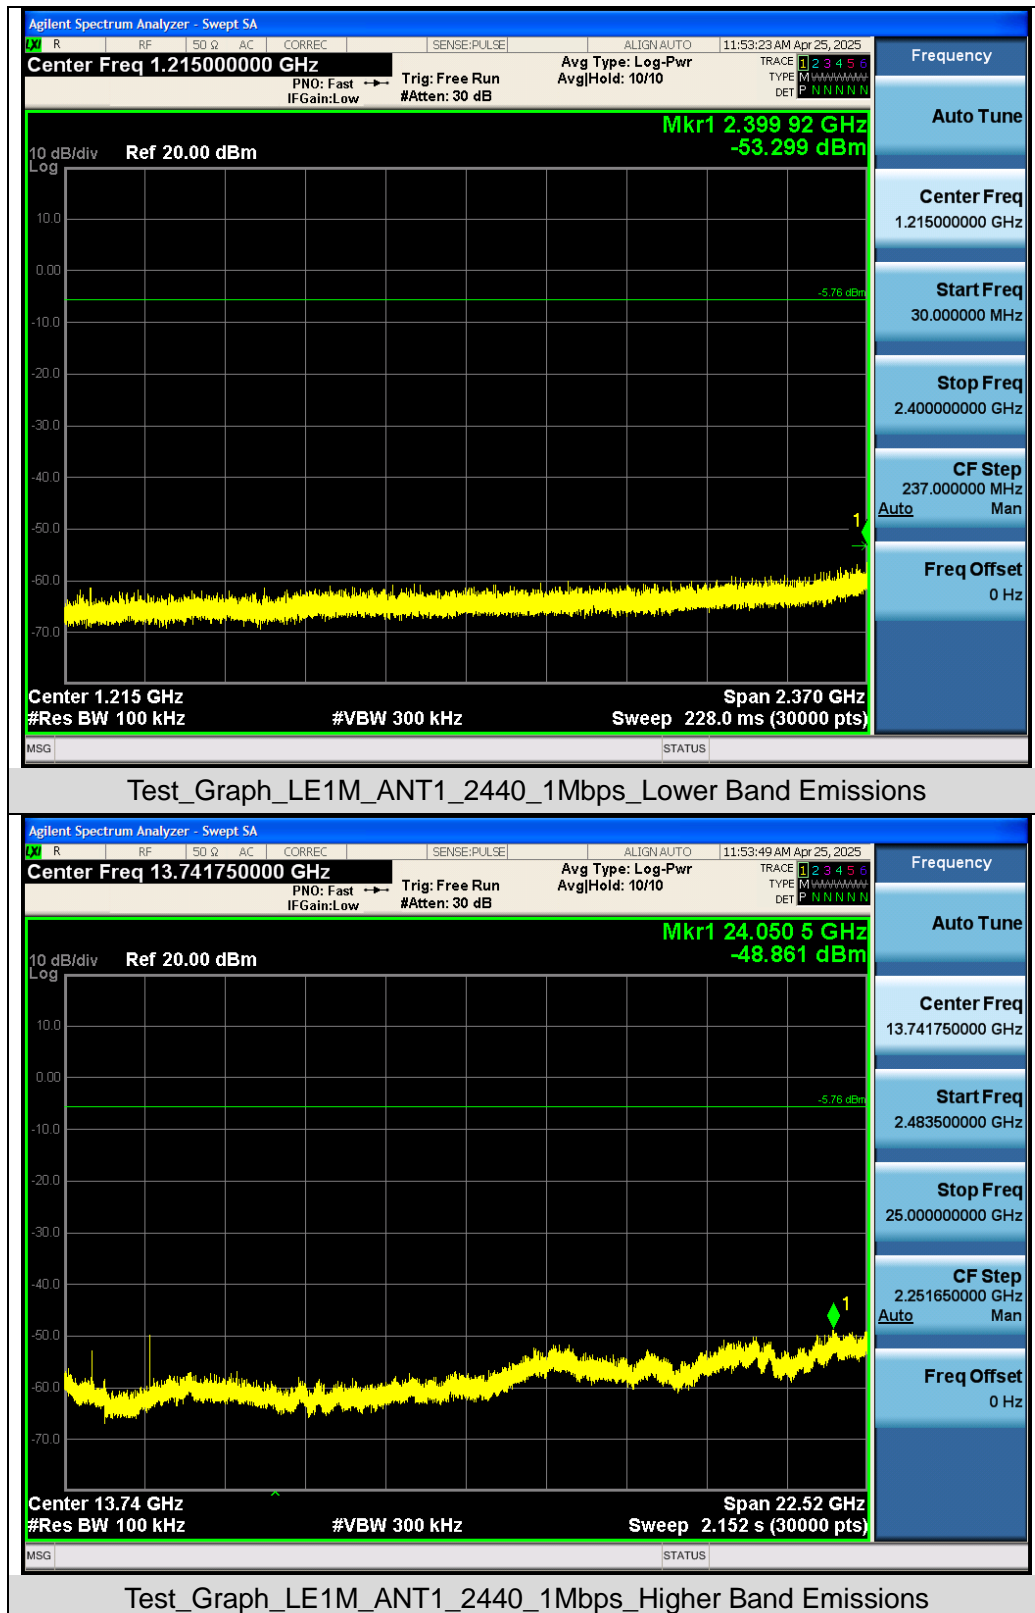 Agilent Spectrum Analyzer - Swept SA
LXI R RF 50 Ω AC CORREC SENSE:PULSE ALIGN AUTO 11:53:23 AM Apr 25, 2025
Center Freq 1.215000000 GHz
PNO: Fast
IFGain:Low
Trig: Free Run
#Atten: 30 dB
Avg Type: Log-Pwr
Avg|Hold: 10/10
TRACE 1 2 3 4 5 6
TYPE M WWWWW
DET P N N N N N
Mkr1 2.399 92 GHz
-53.299 dBm
10 dB/div Ref 20.00 dBm
Log
10.0
0.00
-5.76 dBm
-10.0
-20.0
-30.0
-40.0
1
-50.0
-60.0
-70.0
Center 1.215 GHz Span 2.370 GHz
#Res BW 100 kHz #VBW 300 kHz Sweep 228.0 ms (30000 pts)
MSG STATUS
Frequency
Auto Tune
Center Freq
1.215000000 GHz
Start Freq
30.000000 MHz
Stop Freq
2.400000000 GHz
CF Step
237.000000 MHz
Auto Man
Freq Offset
0 Hz
Test_Graph_LE1M_ANT1_2440_1Mbps_Lower Band Emissions
Agilent Spectrum Analyzer - Swept SA
LXI R RF 50 Ω AC CORREC SENSE:PULSE ALIGN AUTO 11:53:49 AM Apr 25, 2025
Center Freq 13.741750000 GHz
PNO: Fast
IFGain:Low
Trig: Free Run
#Atten: 30 dB
Avg Type: Log-Pwr
Avg|Hold: 10/10
TRACE 1 2 3 4 5 6
TYPE M WWWWW
DET P N N N N N
Mkr1 24.050 5 GHz
-48.861 dBm
10 dB/div Ref 20.00 dBm
Log
10.0
0.00
-5.76 dBm
-10.0
-20.0
-30.0
-40.0
1
-50.0
-60.0
-70.0
Center 13.74 GHz Span 22.52 GHz
#Res BW 100 kHz #VBW 300 kHz Sweep 2.152 s (30000 pts)
MSG STATUS
Frequency
Auto Tune
Center Freq
13.741750000 GHz
Start Freq
2.483500000 GHz
Stop Freq
25.000000000 GHz
CF Step
2.251650000 GHz
Auto Man
Freq Offset
0 Hz
Test_Graph_LE1M_ANT1_2440_1Mbps_Higher Band Emissions